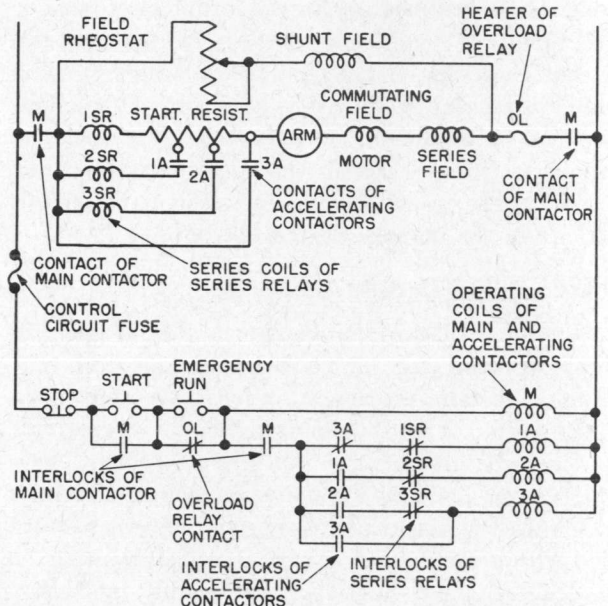 FIELD
RHEOSTAT
SHUNT FIELD
HEATER OF
OVERLOAD
RELAY
M
1SR
START. RESIST.
ARM
COMMUTATING
FIELD
MOTOR
SERIES
FIELD
OL
M
2SR
1A
2A
3A
3SR
CONTACTS OF
ACCELERATING
CONTACTORS
CONTACT
OF MAIN
CONTACTOR
CONTACT OF
MAIN CONTACTOR
SERIES COILS OF
SERIES RELAYS
CONTROL
CIRCUIT FUSE
OPERATING
COILS OF
MAIN AND
ACCELERATING
CONTACTORS
STOP
START
EMERGENCY
RUN
M
M
OL
M
3A
1SR
1A
1A
2SR
2A
2A
3SR
3A
3A
INTERLOCKS OF
MAIN CONTACTOR
OVERLOAD
RELAY
CONTACT
INTERLOCKS OF
ACCELERATING
CONTACTORS
INTERLOCKS OF
SERIES RELAYS